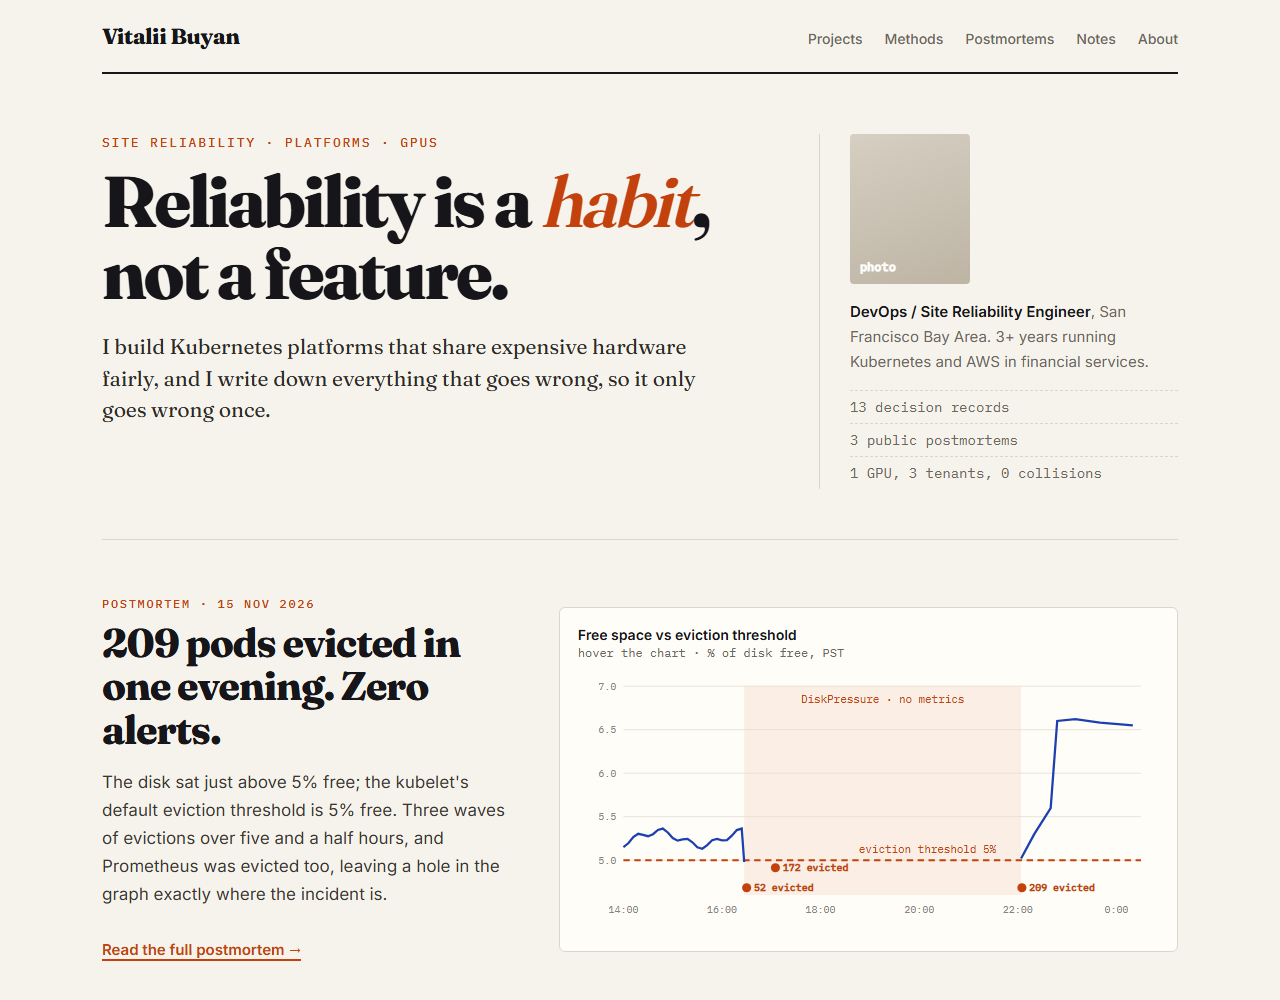 Vitalii Buyan
Projects Methods Postmortems Notes About
SITE RELIABILITY · PLATFORMS · GPUS
Reliability is a habit,
not a feature.
I build Kubernetes platforms that share expensive hardware
fairly, and I write down everything that goes wrong, so it only
goes wrong once.
photo
DevOps / Site Reliability Engineer, San
Francisco Bay Area. 3+ years running
Kubernetes and AWS in financial services.
13 decision records
3 public postmortems
1 GPU, 3 tenants, 0 collisions
POSTMORTEM · 15 NOV 2026
209 pods evicted in
one evening. Zero
alerts.
The disk sat just above 5% free; the kubelet's
default eviction threshold is 5% free. Three waves
of evictions over five and a half hours, and
Prometheus was evicted too, leaving a hole in the
graph exactly where the incident is.
Read the full postmortem →
Free space vs eviction threshold
hover the chart · % of disk free, PST
7.0
DiskPressure · no metrics
6.5
6.0
5.5
eviction threshold 5%
5.0
172 evicted
52 evicted
209 evicted
14:00 16:00 18:00 20:00 22:00 0:00